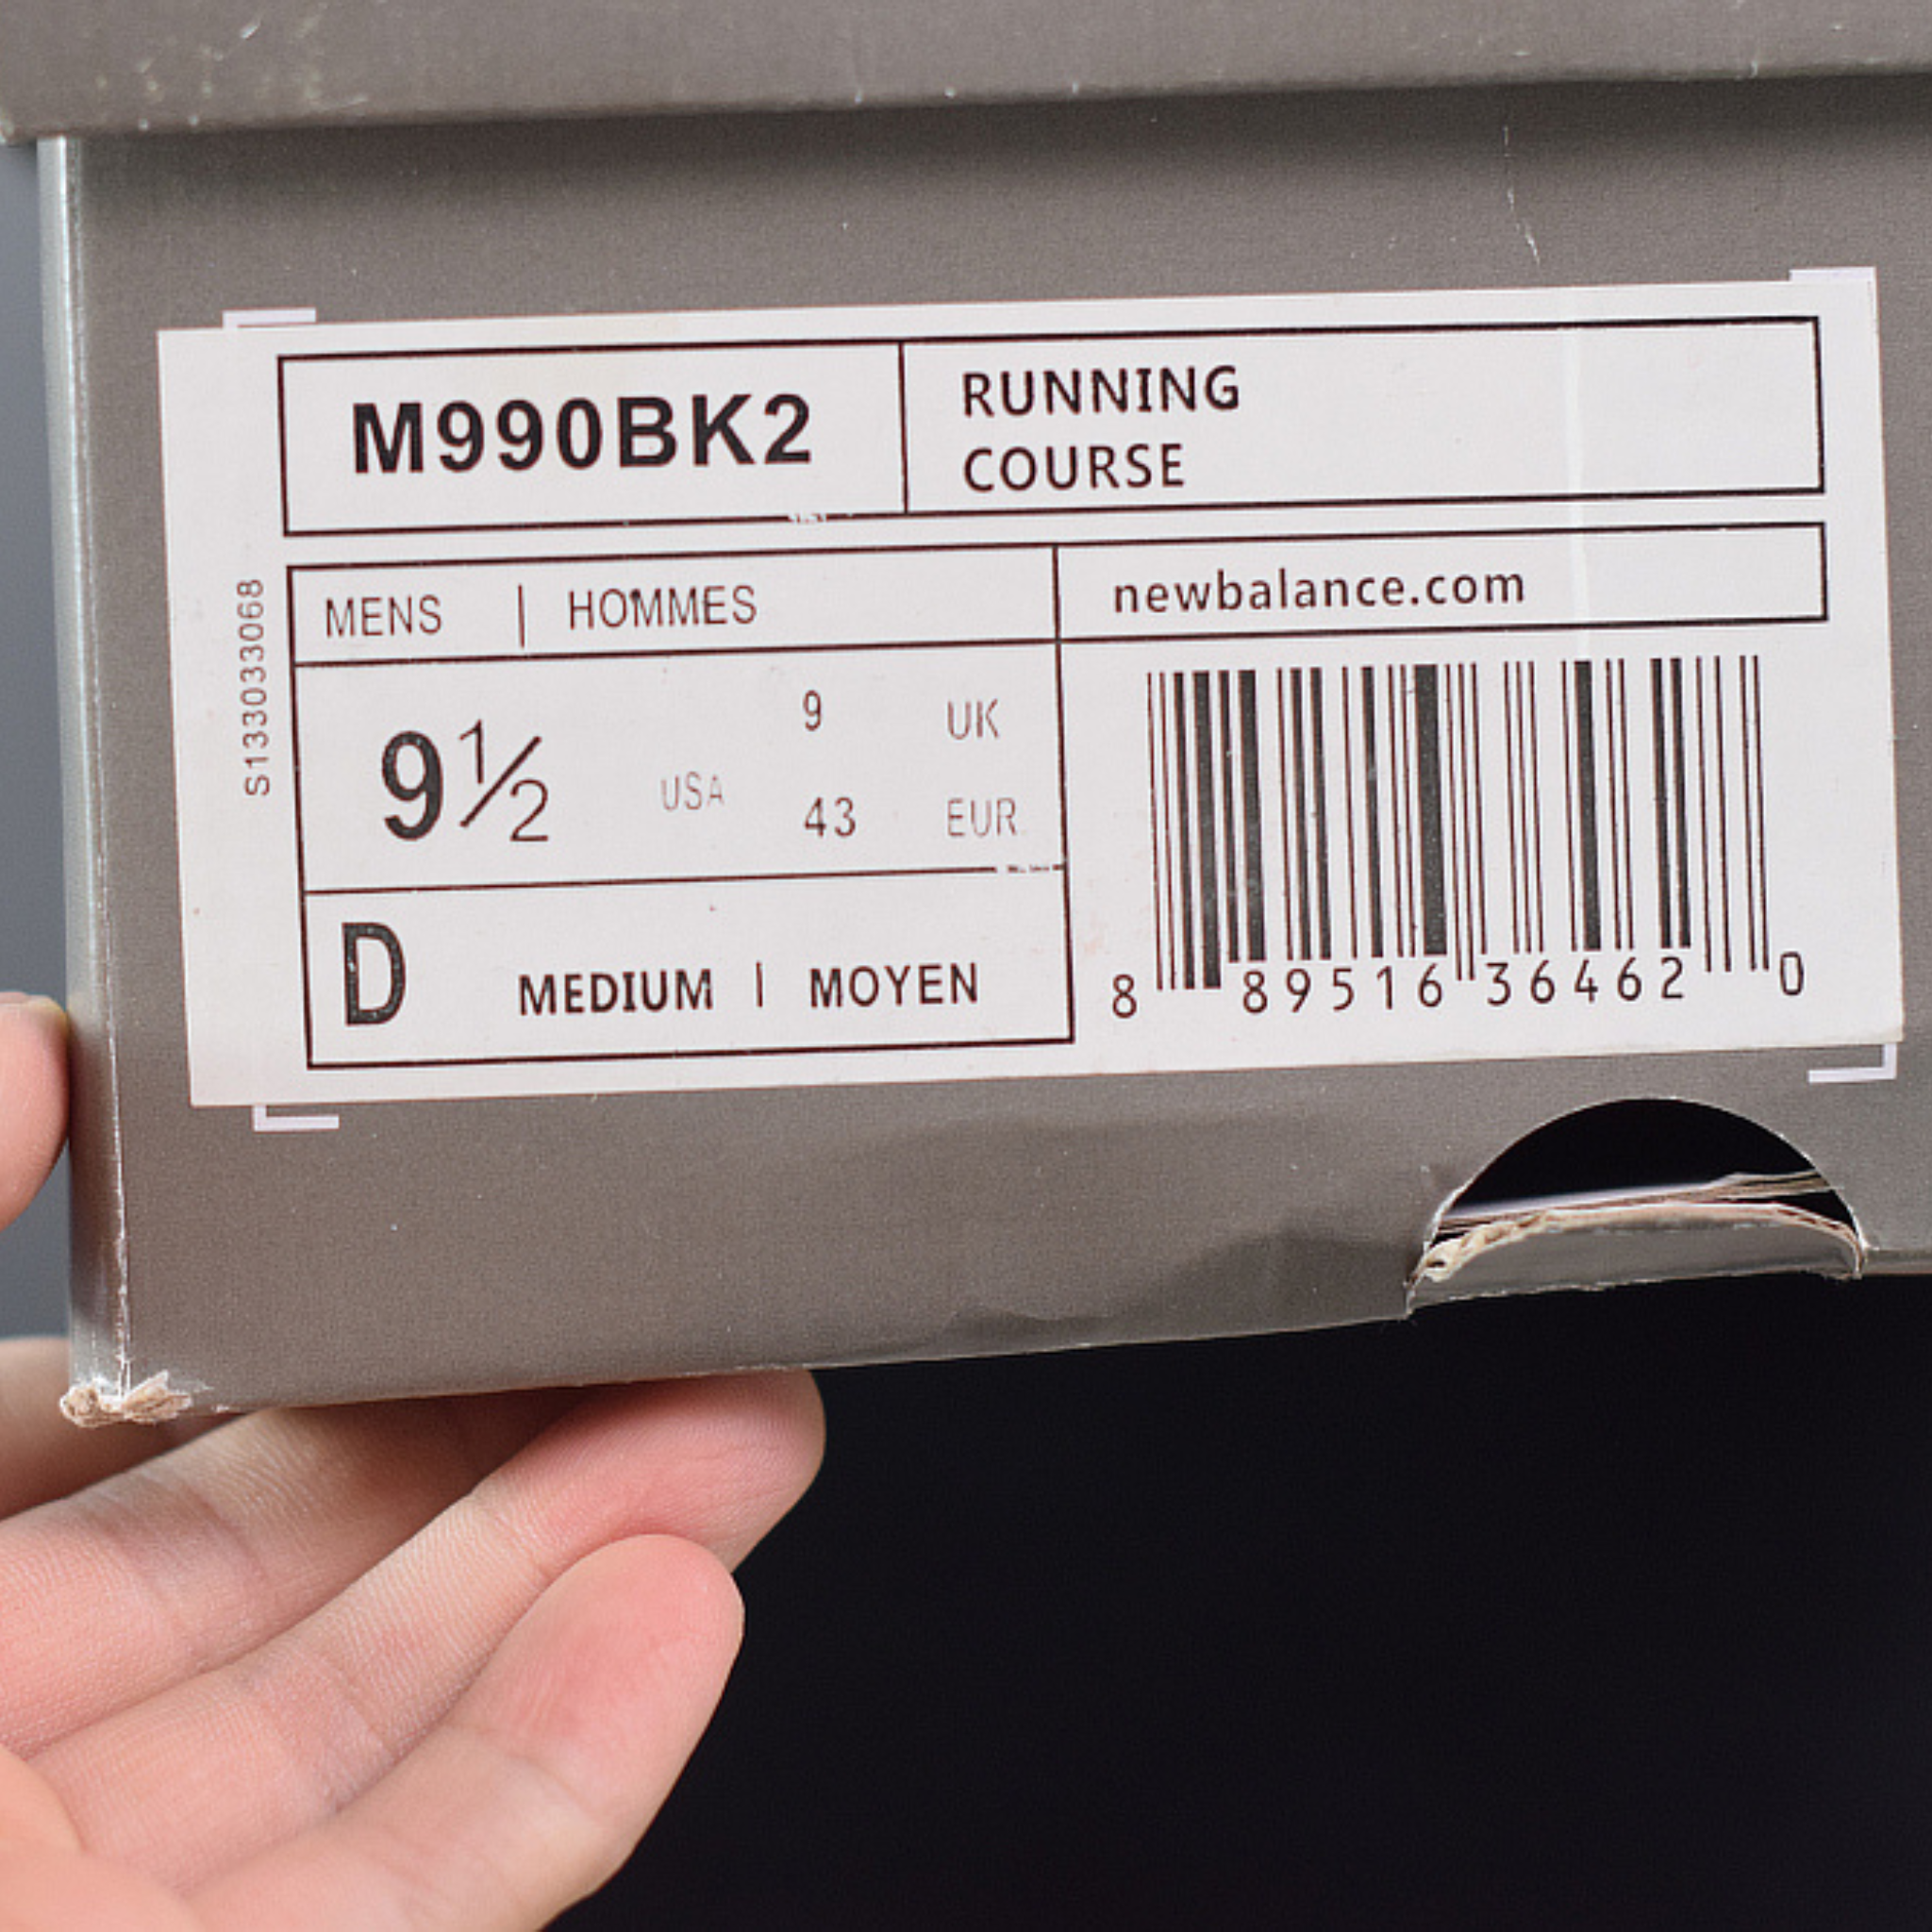 M990BK2
RUNNING
COURSE
S133033068
MENS | HOMMES
newbalance.com
9½ USA
9 UK
43 EUR
D MEDIUM | MOYEN
8 89516 36462 0